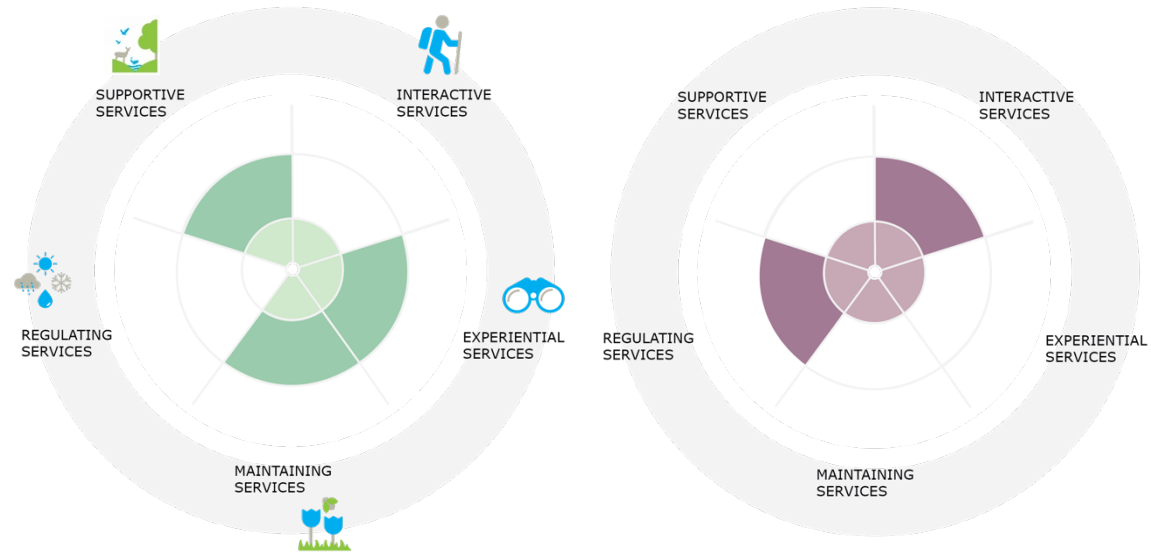 SUPPORTIVE
SERVICES
INTERACTIVE
SERVICES
REGULATING
SERVICES
EXPERIENTIAL
SERVICES
MAINTAINING
SERVICES
SUPPORTIVE
SERVICES
INTERACTIVE
SERVICES
REGULATING
SERVICES
EXPERIENTIAL
SERVICES
MAINTAINING
SERVICES